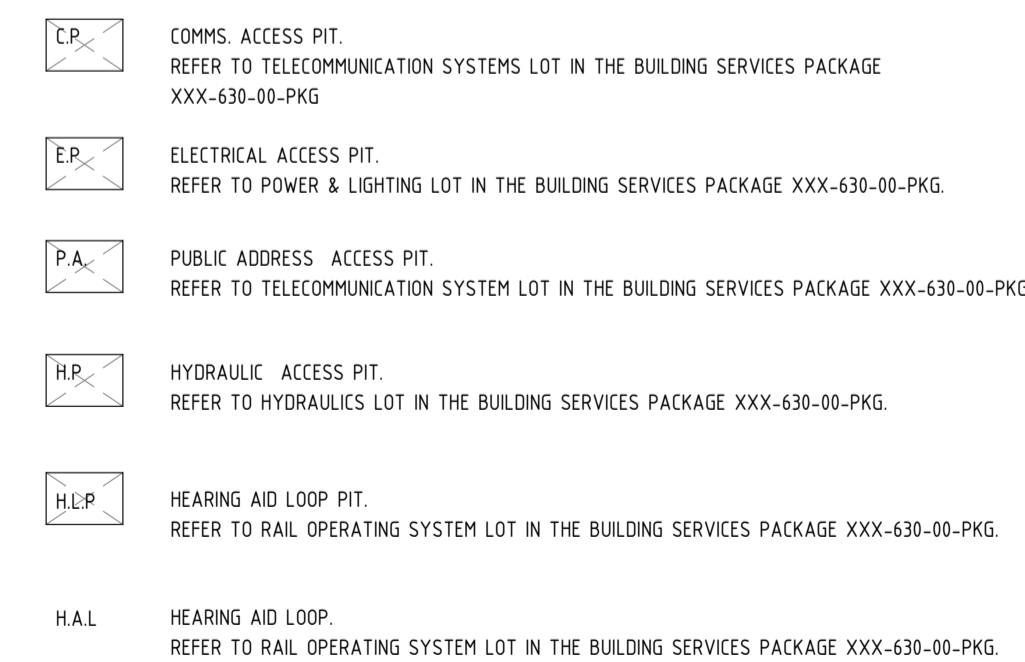 C.P COMMS. ACCESS PIT.
REFER TO TELECOMMUNICATION SYSTEMS LOT IN THE BUILDING SERVICES PACKAGE
XXX-630-00-PKG
E.P ELECTRICAL ACCESS PIT.
REFER TO POWER & LIGHTING LOT IN THE BUILDING SERVICES PACKAGE XXX-630-00-PKG.
P.A. PUBLIC ADDRESS ACCESS PIT.
REFER TO TELECOMMUNICATION SYSTEM LOT IN THE BUILDING SERVICES PACKAGE XXX-630-00-PKG
H.P HYDRAULIC ACCESS PIT.
REFER TO HYDRAULICS LOT IN THE BUILDING SERVICES PACKAGE XXX-630-00-PKG.
H.L.P HEARING AID LOOP PIT.
REFER TO RAIL OPERATING SYSTEM LOT IN THE BUILDING SERVICES PACKAGE XXX-630-00-PKG.
H.A.L HEARING AID LOOP.
REFER TO RAIL OPERATING SYSTEM LOT IN THE BUILDING SERVICES PACKAGE XXX-630-00-PKG.